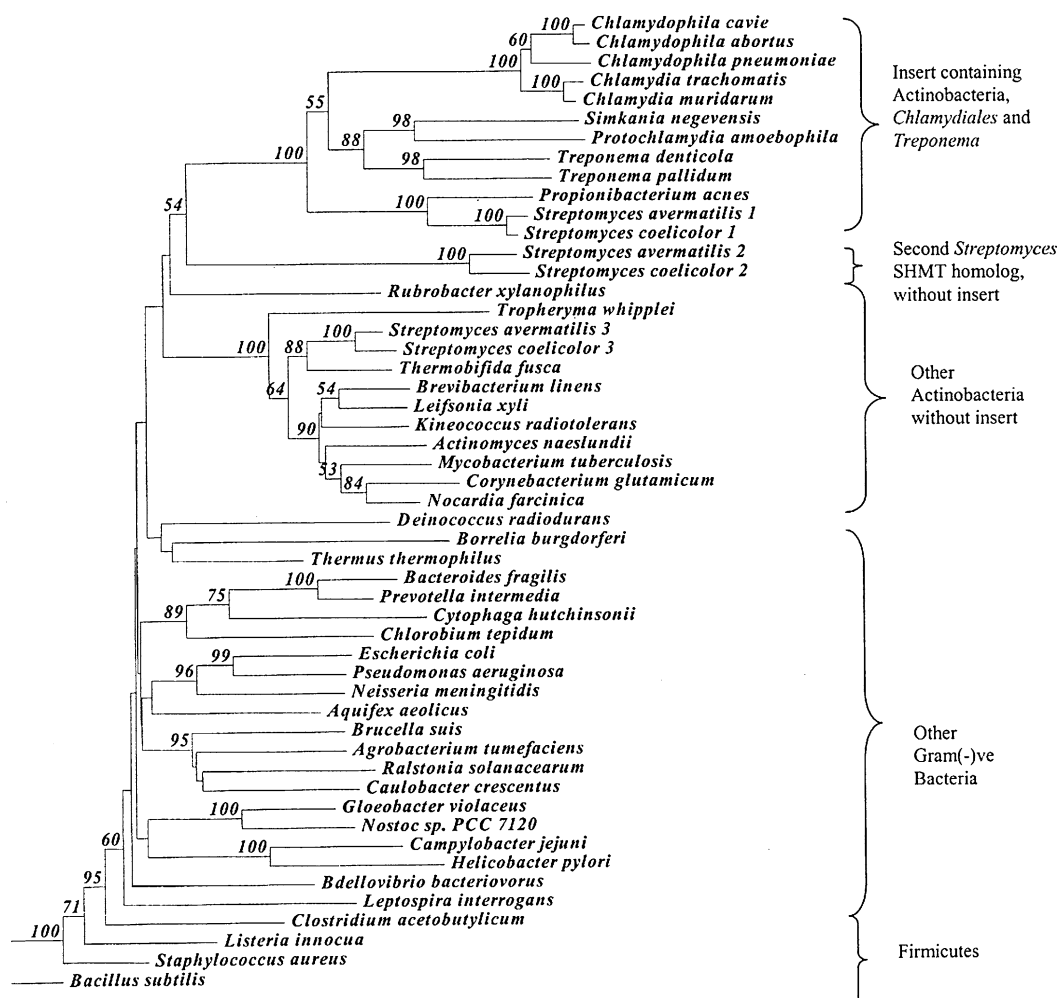 100 Chlamydophila cavie
60 Chlamydophila abortus
100 Chlamydophila pneumoniae
100 Chlamydia trachomatis
Chlamydia muridarum
55
98 Simkania negevensis
88 Protochlamydia amoebophila
98 Treponema denticola
Treponema pallidum
100
100 Propionibacterium acnes
100 Streptomyces avermatilis 1
Streptomyces coelicolor 1
54
100 Streptomyces avermatilis 2
Streptomyces coelicolor 2
Rubrobacter xylanophilus
Tropheryma whipplei
100 88 100 Streptomyces avermatilis 3
Streptomyces coelicolor 3
Thermobifida fusca
64 54 Brevibacterium linens
Leifsonia xyli
90 Kineococcus radiotolerans
Actinomyces naeslundii
53 Mycobacterium tuberculosis
84 Corynebacterium glutamicum
Nocardia farcinica
Deinococcus radiodurans
Borrelia burgdorferi
Thermus thermophilus
100 Bacteroides fragilis
75 Prevotella intermedia
89 Cytophaga hutchinsonii
Chlorobium tepidum
99 Escherichia coli
96 Pseudomonas aeruginosa
Neisseria meningitidis
Aquifex aeolicus
95 Brucella suis
Agrobacterium tumefaciens
Ralstonia solanacearum
Caulobacter crescentus
100 Gloeobacter violaceus
Nostoc sp. PCC 7120
60 100 Campylobacter jejuni
Helicobacter pylori
95 Bdellovibrio bacteriovorus
71 Leptospira interrogans
Clostridium acetobutylicum
100 Listeria innocua
Staphylococcus aureus
Bacillus subtilis
Insert containing
Actinobacteria,
Chlamydiales and
Treponema
Second Streptomyces
SHMT homolog,
without insert
Other
Actinobacteria
without insert
Other
Gram(-)ve
Bacteria
Firmicutes